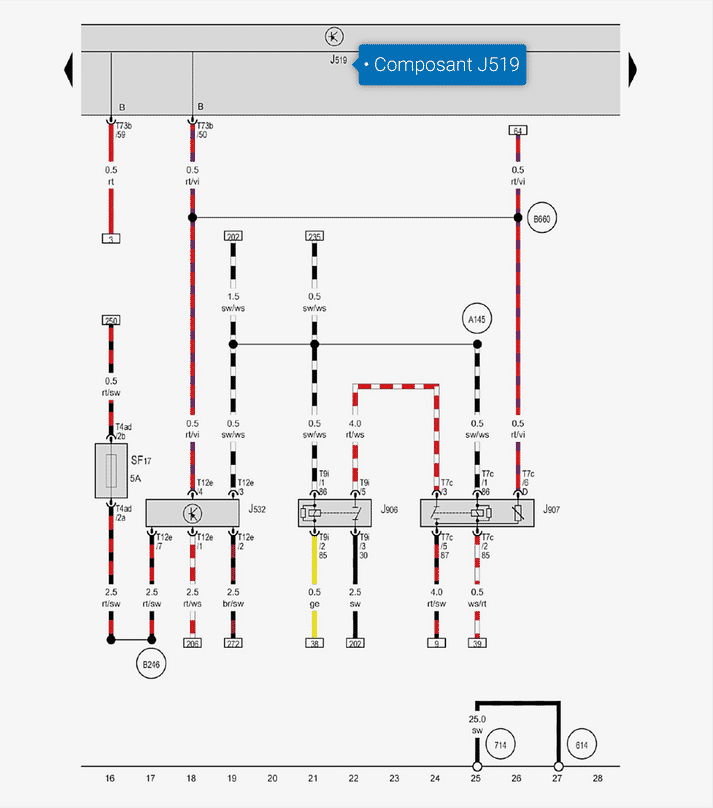 J519
• Composant J519
B
B
T73b
/59
T73b
/50
64
0.5
rt
0.5
rt/vi
0.5
rt/vi
B660
3
202
235
1.5
sw/ws
0.5
sw/ws
A145
250
0.5
rt/sw
0.5
rt/vi
0.5
sw/ws
0.5
sw/ws
4.0
rt/ws
0.5
sw/ws
0.5
rt/vi
T4ad
/2b
SF17
5A
T12e
/4
T12e
/3
T9i
/1
86
T9i
/5
T7c
/3
T7c
/1
86
T7c
/6
D
J532
J906
J907
T4ad
/2a
T12e
/7
T12e
/1
T12e
/2
T9i
/2
85
T9i
/3
30
T7c
/5
87
T7c
/2
85
2.5
rt/sw
2.5
rt/sw
2.5
rt/ws
2.5
br/sw
0.5
ge
2.5
sw
4.0
rt/sw
0.5
ws/rt
206
272
38
202
9
39
B246
25.0
sw
714
614
16 17 18 19 20 21 22 23 24 25 26 27 28